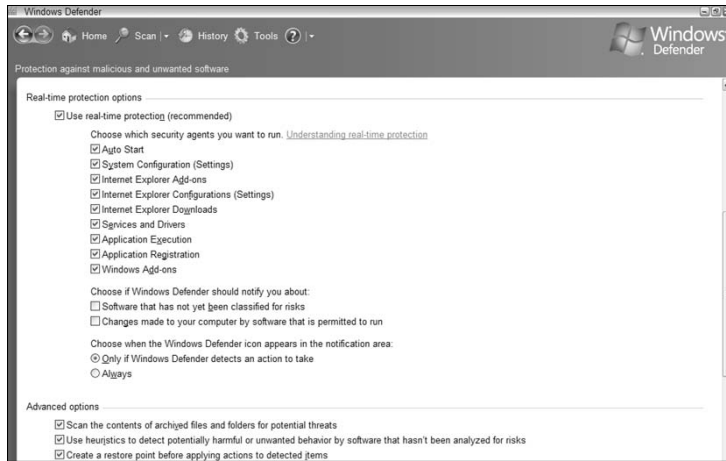 Windows Defender
Home Scan History Tools ?
Windows
Defender
Protection against malicious and unwanted software
Real-time protection options
Use real-time protection (recommended)
Choose which security agents you want to run. Understanding real-time protection
Auto Start
System Configuration (Settings)
Internet Explorer Add-ons
Internet Explorer Configurations (Settings)
Internet Explorer Downloads
Services and Drivers
Application Execution
Application Registration
Windows Add-ons
Choose if Windows Defender should notify you about:
Software that has not yet been classified for risks
Changes made to your computer by software that is permitted to run
Choose when the Windows Defender icon appears in the notification area:
Only if Windows Defender detects an action to take
Always
Advanced options
Scan the contents of archived files and folders for potential threats
Use heuristics to detect potentially harmful or unwanted behavior by software that hasn't been analyzed for risks
Create a restore point before applying actions to detected items